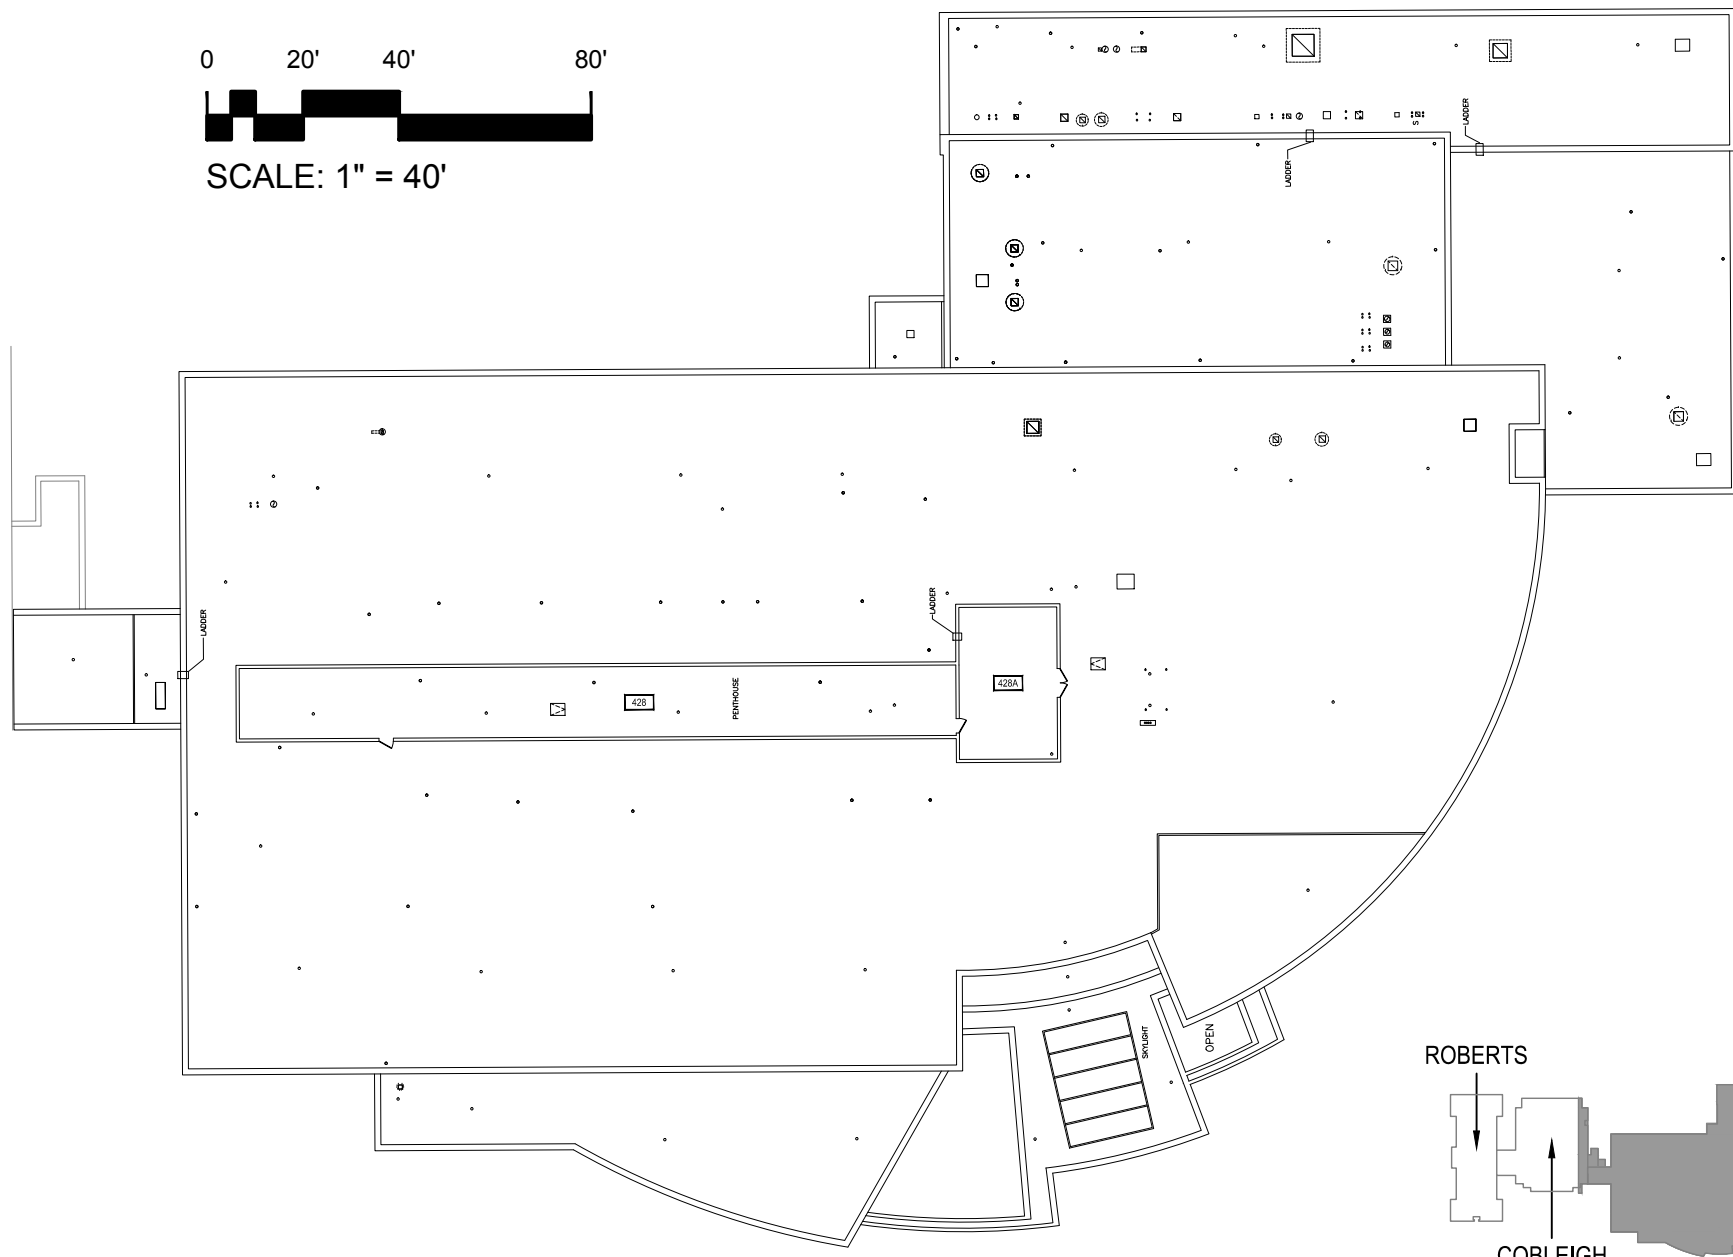 0 20' 40' 80'
SCALE: 1" = 40'
LADDER
LADDER
S
LADDER
LADDER
428A
428
PENTHOUSE
SKYLIGHT
OPEN
ROBERTS
COBLEIGH